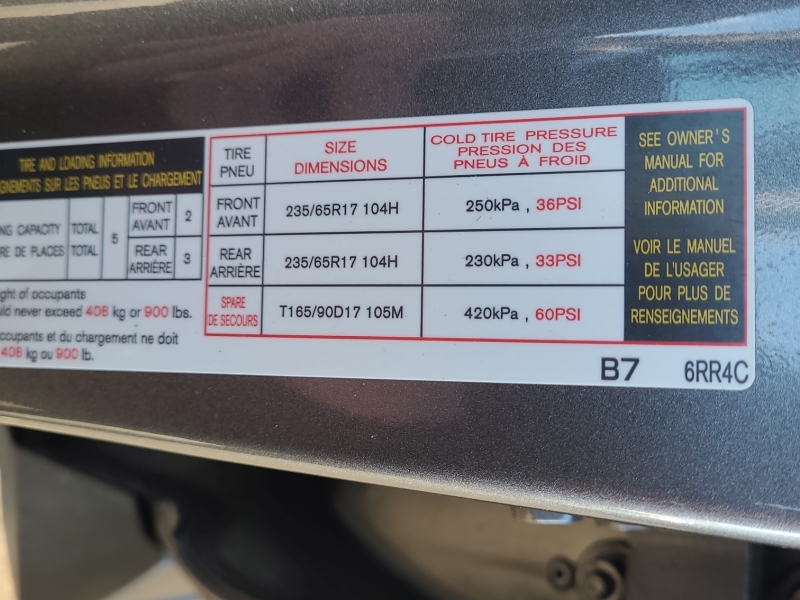 TIRE AND LOADING INFORMATION
SUR LES PNEUS ET LE CHARGEMENT
CAPACITY TOTAL 5 FRONT AVANT 2
DE PLACES TOTAL REAR ARRIÈRE 3
of occupants
never exceed 408 kg or 900 lbs.
occupants et du chargement ne doit
408 kg ou 900 lb.
TIRE PNEU
SIZE DIMENSIONS
COLD TIRE PRESSURE
PRESSION DES
PNEUS À FROID
FRONT AVANT 235/65R17 104H 250kPa , 36PSI
REAR ARRIÈRE 235/65R17 104H 230kPa , 33PSI
SPARE DE SECOURS T165/90D17 105M 420kPa , 60PSI
SEE OWNER'S
MANUAL FOR
ADDITIONAL
INFORMATION
VOIR LE MANUEL
DE L'USAGER
POUR PLUS DE
RENSEIGNEMENTS
B7 6RR4C